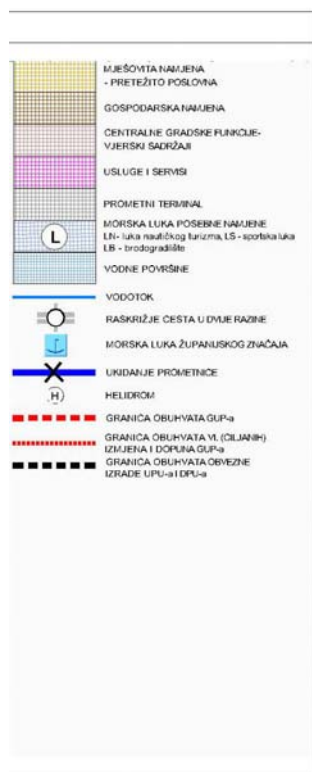 MJEŠOVITA NAMJENA
- PRETEŽITO POSLOVNA
GOSPODARSKA NAMJENA
CENTRALNE GRADSKE FUNKCIJE-
VJERSKI SADRŽAJI
USLUGE I SERVISI
PROMETNI TERMINAL
L
MORSKA LUKA POSEBNE NAMJENE
LN- luka nautičkog turizma, LS - sportska luka
LB - brodogradilište
VODNE POVRŠINE
VODOTOK
RASKRIŽJE CESTA U DVIJE RAZINE
MORSKA LUKA ŽUPANIJSKOG ZNAČAJA
UKIDANJE PROMETNICE
H
HELIDROM
GRANICA OBUHVATA GUP-a
GRANICA OBUHVATA VI. (CILJANIH)
IZMJENA I DOPUNA GUP-a
GRANICA OBUHVATA OBVEZNE
IZRADE UPU-a I DPU-a